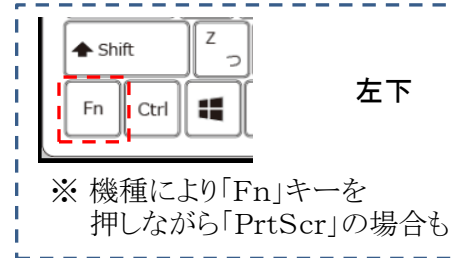 Shift
Z
っ
Fn
Ctrl
左下
※ 機種により「Fn」キーを
押しながら「PrtScr」の場合も